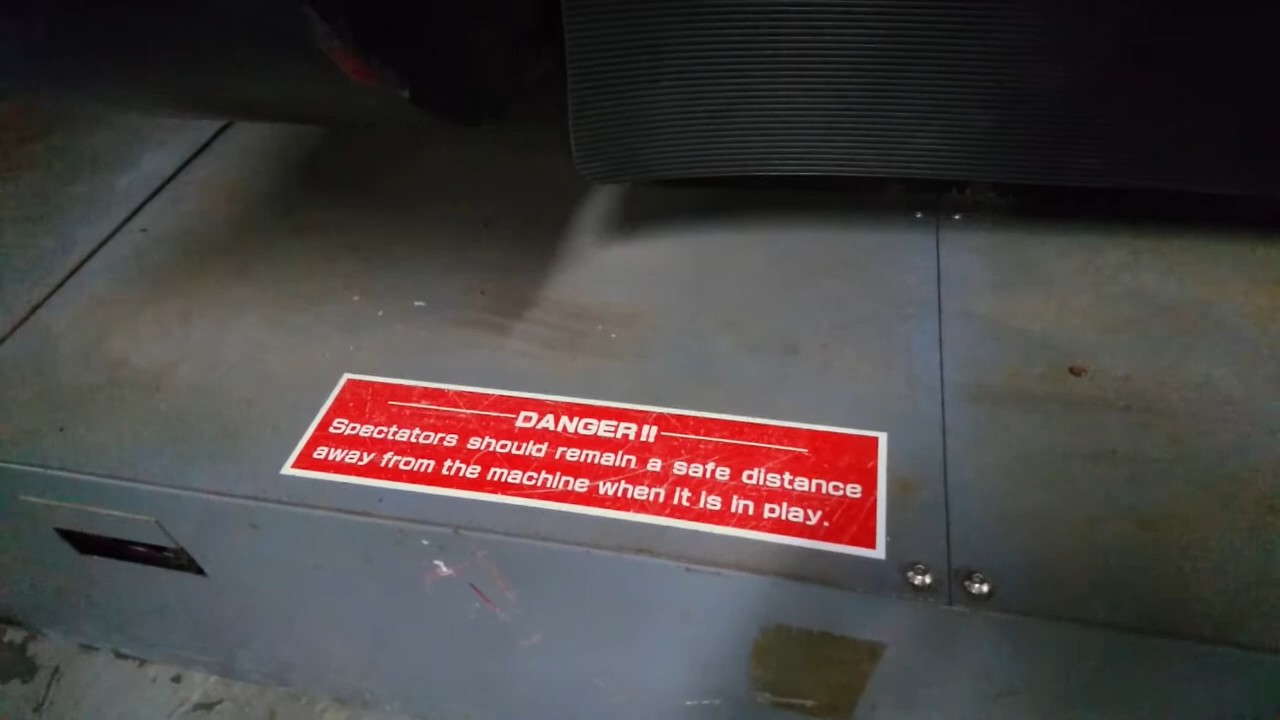 DANGER!!
Spectators should remain a safe distance
away from the machine when it is in play.